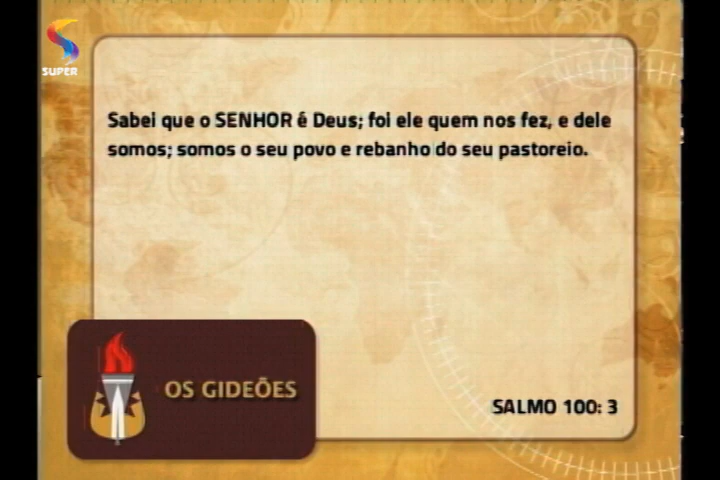 SUPER
Sabei que o SENHOR é Deus; foi ele quem nos fez, e dele
somos; somos o seu povo e rebanho do seu pastoreio.
OS GIDEÕES
SALMO 100: 3